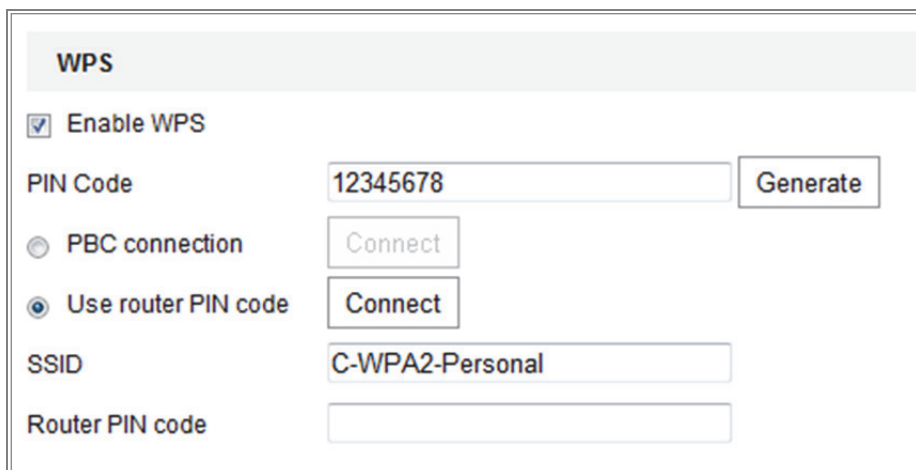 WPS
Enable WPS
PIN Code 12345678 Generate
PBC connection Connect
Use router PIN code Connect
SSID C-WPA2-Personal
Router PIN code